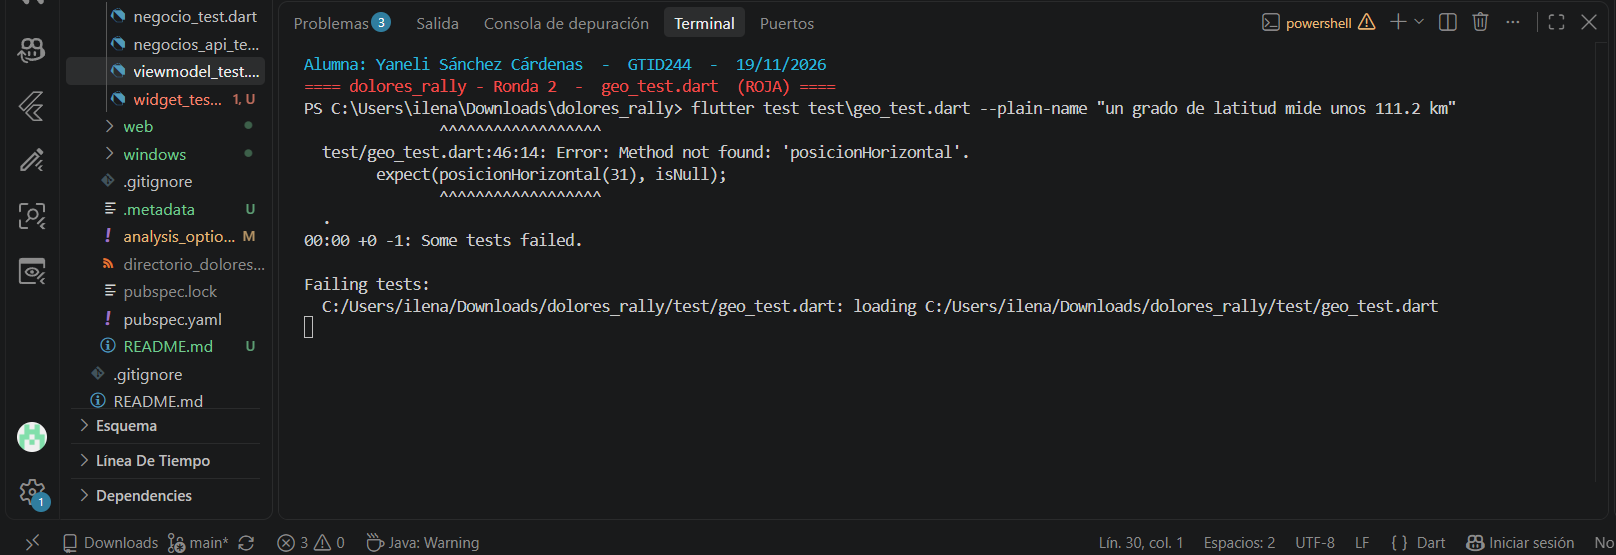 negocio_test.dart
negocios_api_te...
viewmodel_test....
widget_tes... 1, U
web
windows
.gitignore
.metadata U
analysis_optio... M
directorio_dolores...
pubspec.lock
pubspec.yaml
README.md U
.gitignore
README.md
Esquema
Línea De Tiempo
Dependencies
1
Problemas 3 Salida Consola de depuración Terminal Puertos
powershell
Alumna: Yaneli Sánchez Cárdenas - GTID244 - 19/11/2026
==== dolores_rally - Ronda 2 - geo_test.dart (ROJA) ====
PS C:\Users\ilena\Downloads\dolores_rally> flutter test test\geo_test.dart --plain-name "un grado de latitud mide unos 111.2 km"
^^^^^^^^^^^^^^^^^^
test/geo_test.dart:46:14: Error: Method not found: 'posicionHorizontal'.
expect(posicionHorizontal(31), isNull);
^^^^^^^^^^^^^^^^^^
.
00:00 +0 -1: Some tests failed.
Failing tests:
C:/Users/ilena/Downloads/dolores_rally/test/geo_test.dart: loading C:/Users/ilena/Downloads/dolores_rally/test/geo_test.dart
Downloads main* 3 0 Java: Warning Lín. 30, col. 1 Espacios: 2 UTF-8 LF { } Dart Iniciar sesión No